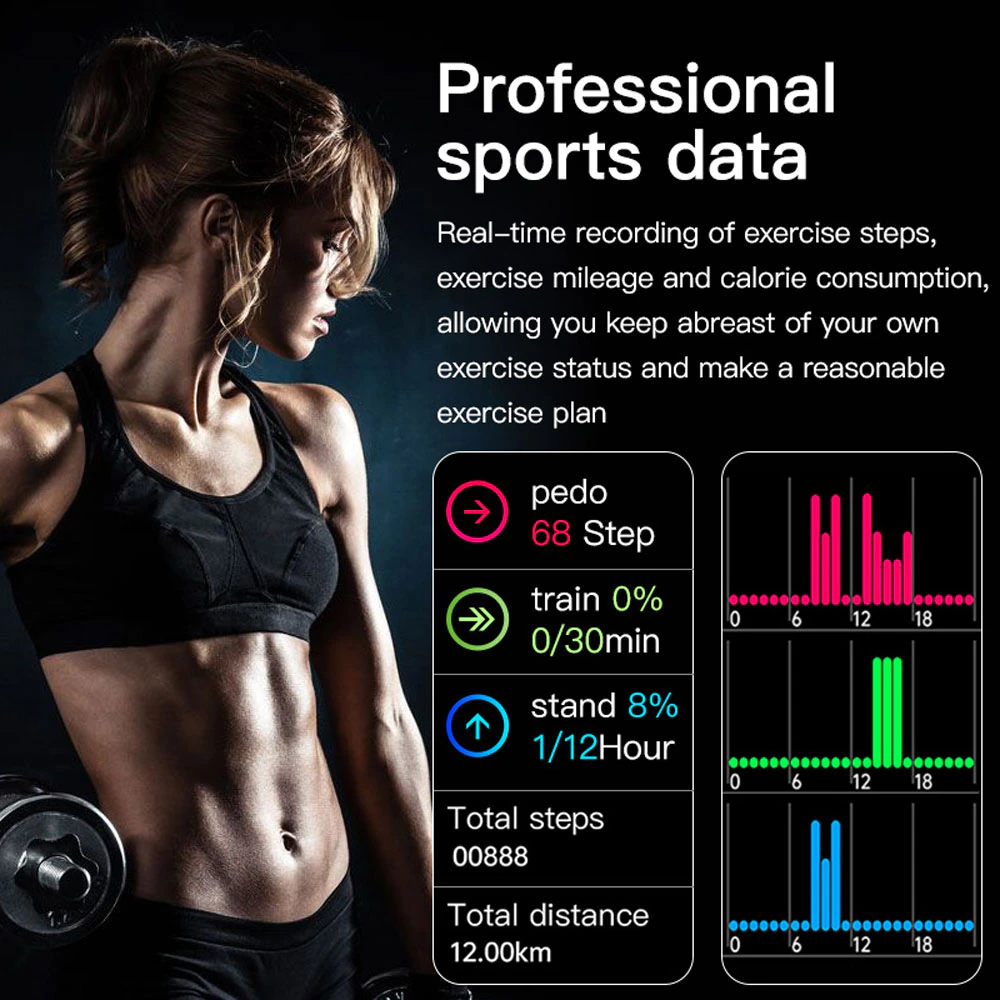 Professional
sports data
Real-time recording of exercise steps,
exercise mileage and calorie consumption,
allowing you keep abreast of your own
exercise status and make a reasonable
exercise plan
pedo
68 Step
train 0%
0/30min
stand 8%
1/12Hour
Total steps
00888
Total distance
12.00km
0 6 12 18
0 6 12 18
0 6 12 18